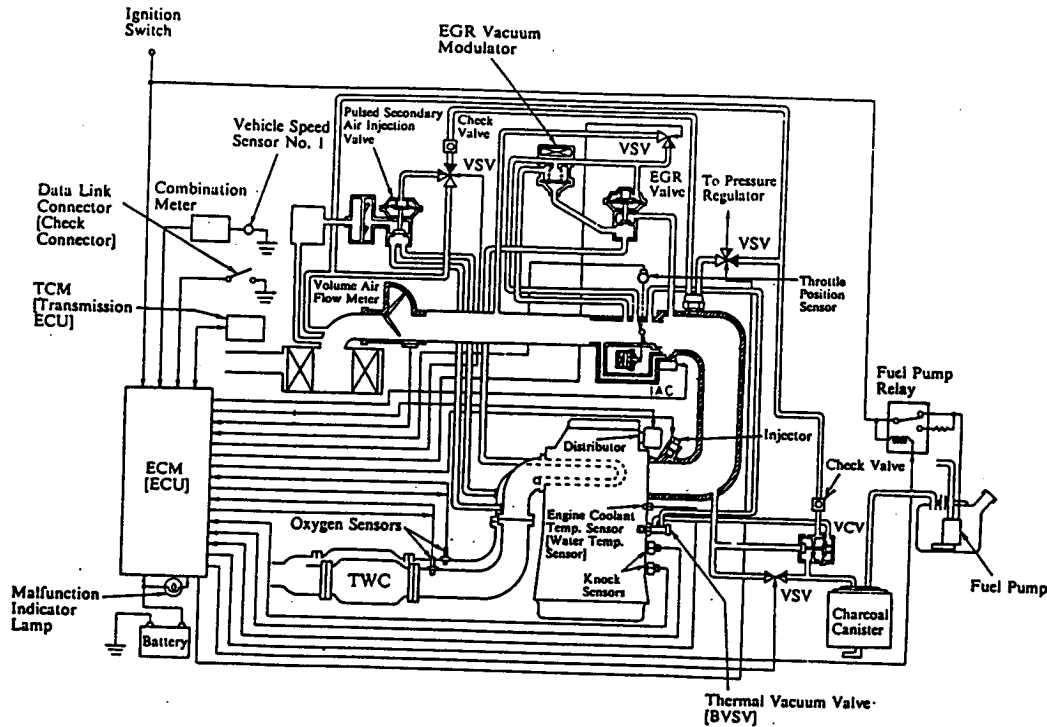 Ignition
Switch
EGR Vacuum
Modulator
Pulsed Secondary
Air Injection
Valve
Check
Valve
VSV
VSV
EGR
Valve
To Pressure
Regulator
VSV
Vehicle Speed
Sensor No. 1
Combination
Meter
Data Link
Connector
[Check
Connector]
TCM
[Transmission
ECU]
Volume Air
Flow Meter
Throttle
Position
Sensor
IAC
Fuel Pump
Relay
Distributor
Injector
ECM
[ECU]
Check Valve
Oxygen Sensors
Engine Coolant
Temp. Sensor
[Water Temp.
Sensor]
VCV
TWC
Knock
Sensors
VSV
Fuel Pump
Charcoal
Canister
Malfunction
Indicator
Lamp
Battery
Thermal Vacuum Valve
[BVSV]